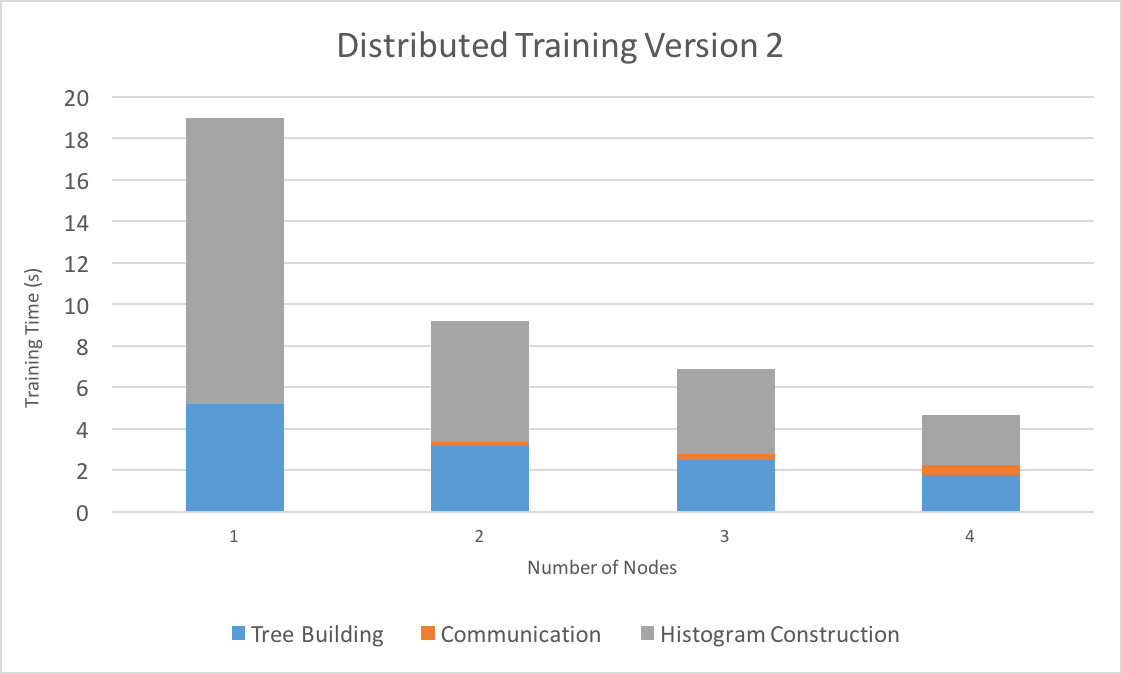 Distributed Training Version 2
20
18
16
14
12
10
8
6
4
2
0
Training Time (s)
1 2 3 4
Number of Nodes
Tree Building Communication Histogram Construction